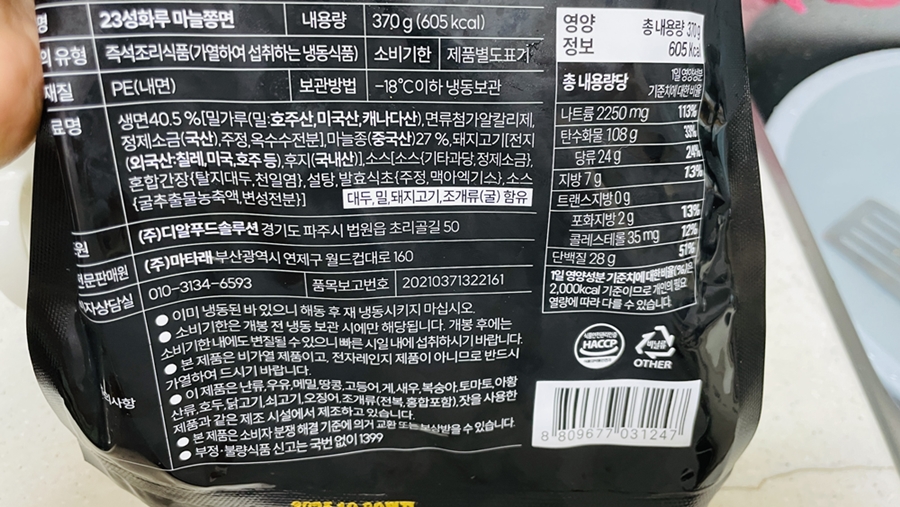 명 23성화루 마늘쫑면 내용량 370 g (605 kcal)
의 유형 즉석조리식품(가열하여 섭취하는 냉동식품) 소비기한 제품별도표기
재질 PE(내면) 보관방법 -18℃이하 냉동보관
료명 생면40.5 %[밀가루(밀:호주산,미국산,캐나다산),면류첨가알칼리제,
정제소금(국산),주정,옥수수전분] 마늘종(중국산)27 %, 돼지고기[전지
(외국산:칠레,미국,호주 등),후지(국내산)],소스[소스{기타과당 정제소금},
혼합간장{탈지대두,천일염}, 설탕, 발효식초{주정,맥아엑기스}, 소스
{굴추출물농축액,변성전분}] 대두,밀,돼지고기,조개류(굴) 함유
원 (주)디알푸드솔루션 경기도 파주시 법원읍 초리골길 50
전문판매원 (주)마타래 부산광역시 연제구 월드컵대로 160
자상담실 010-3134-6593 품목보고번호 20210371322161
사항
● 이미 냉동된 바 있으니 해동 후 재 냉동시키지 마십시오.
● 소비기한은 개봉 전 냉동 보관 시에만 해당됩니다. 개봉 후에는
소비기한 내에도 변질될 수 있으니 빠른 시일 내에 섭취하시기 바랍니다.
● 본 제품은 비가열 제품이고, 전자레인지 제품이 아니므로 반드시
가열하여 드시기 바랍니다.
● 이 제품은 난류,우유,메밀,땅콩,고등어,게,새우,복숭아,토마토,아황
산류,호두,닭고기,쇠고기,오징어,조개류(전복,홍합포함),잣을 사용한
제품과 같은 제조 시설에서 제조하고 있습니다.
● 본 제품은 소비자 분쟁 해결 기준에 의거 교환 또는 보상받을 수 있습니다.
● 부정·불량식품 신고는 국번 없이 1399
영양
정보
총 내용량 370 g
605 Kcal
총 내용량당 1일 영양성분
기준치에 대한 비율
나트륨 2250 mg 113%
탄수화물 108 g 33%
당류 24 g 24%
지방 7 g 13%
트랜스지방 0 g
포화지방 2 g 13%
콜레스테롤 35 mg 12%
단백질 28 g 51%
1일 영양성분 기준치에 대한 비율(%)은
2,000kcal 기준이므로 개인의 필요
열량에 따라 다를 수 있습니다.
HACCP
비닐류
OTHER
8 809677 031247